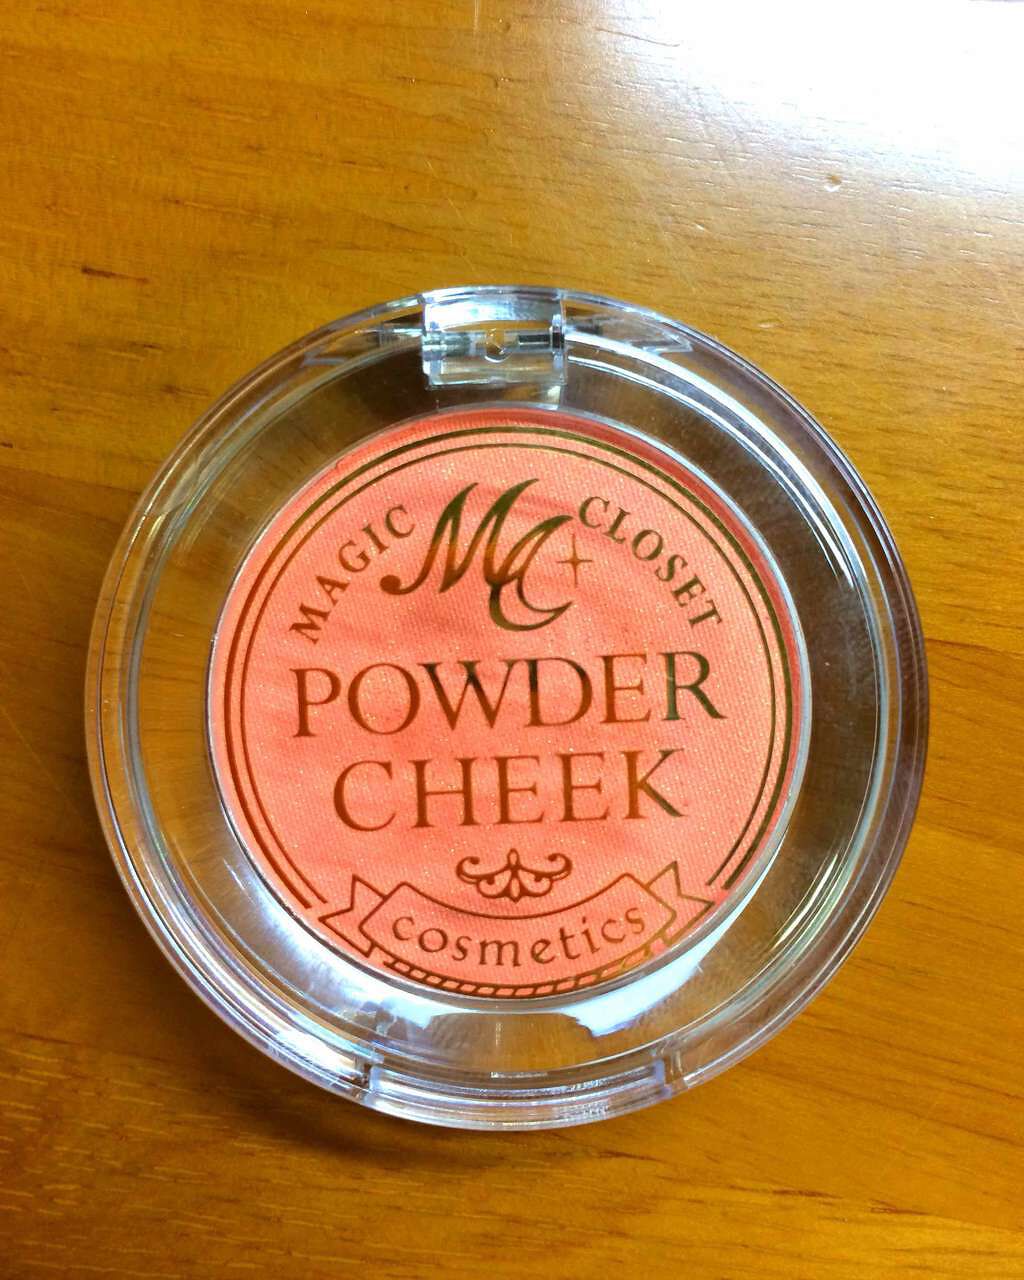 MAGIC CLOSET
MC
POWDER
CHEEK
cosmetics